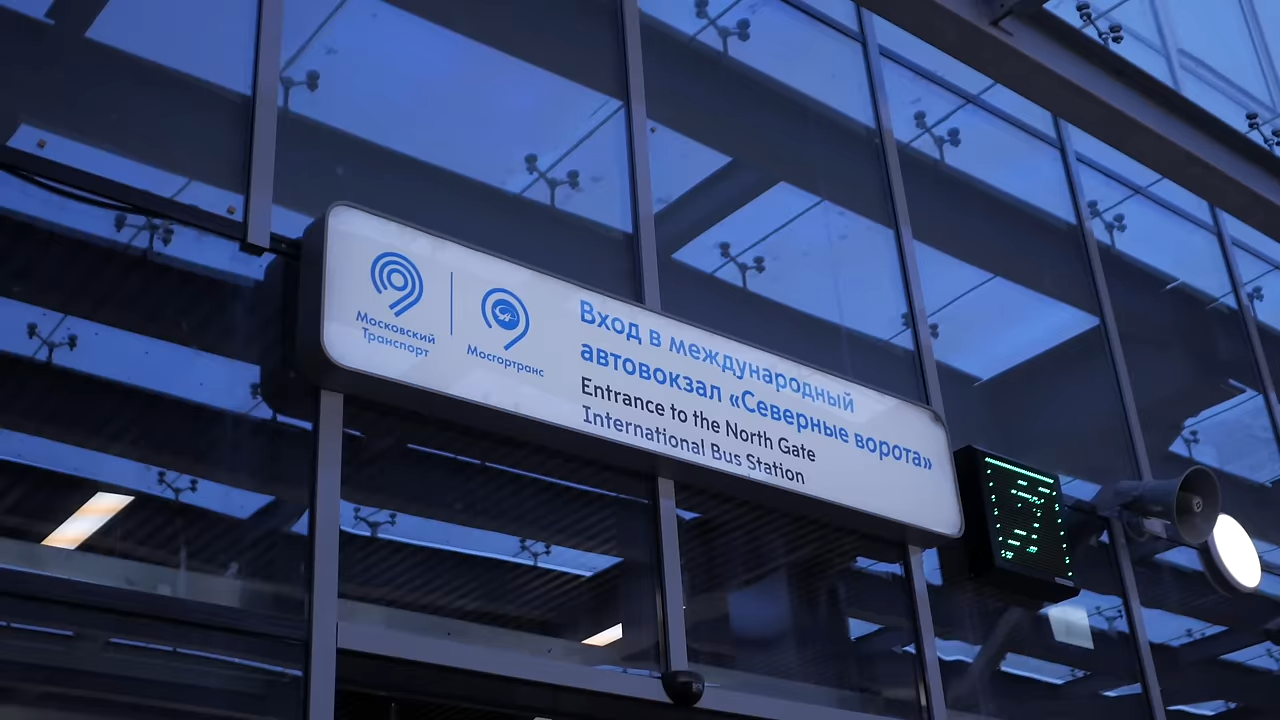 Московский
Транспорт
Мосгортранс
Вход в международный
автовокзал «Северные ворота»
Entrance to the North Gate
International Bus Station